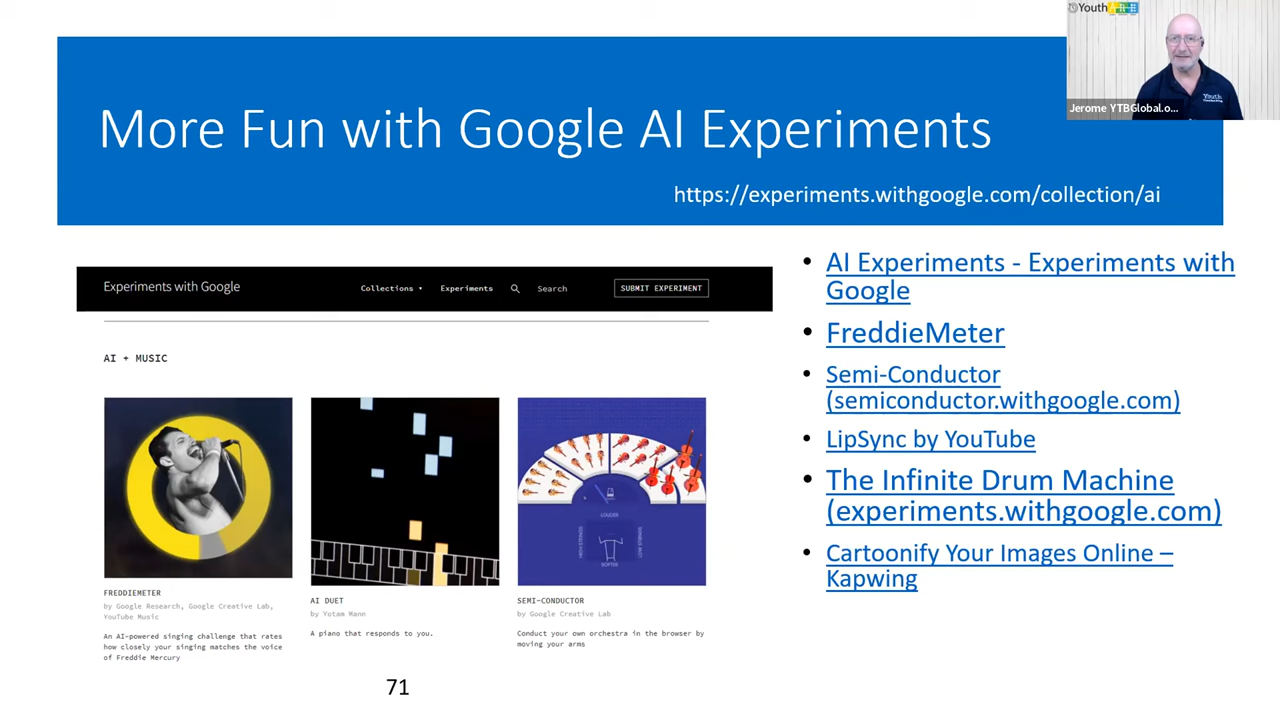 YouthARE
Jerome YTBGlobal.o...
Youth
More Fun with Google AI Experiments
https://experiments.withgoogle.com/collection/ai
Experiments with Google
Collections
Experiments
Search
SUBMIT EXPERIMENT
AI + MUSIC
LOUDER
SOFTER
FREDDIEMETER
by Google Research, Google Creative Lab,
YouTube Music
An AI-powered singing challenge that rates
how closely your singing matches the voice
of Freddie Mercury
AI DUET
by Yotam Mann
A piano that responds to you.
SEMI-CONDUCTOR
by Google Creative Lab
Conduct your own orchestra in the browser by
moving your arms
• AI Experiments - Experiments with
Google
• FreddieMeter
• Semi-Conductor
(semiconductor.withgoogle.com)
• LipSync by YouTube
• The Infinite Drum Machine
(experiments.withgoogle.com)
• Cartoonify Your Images Online –
Kapwing
71